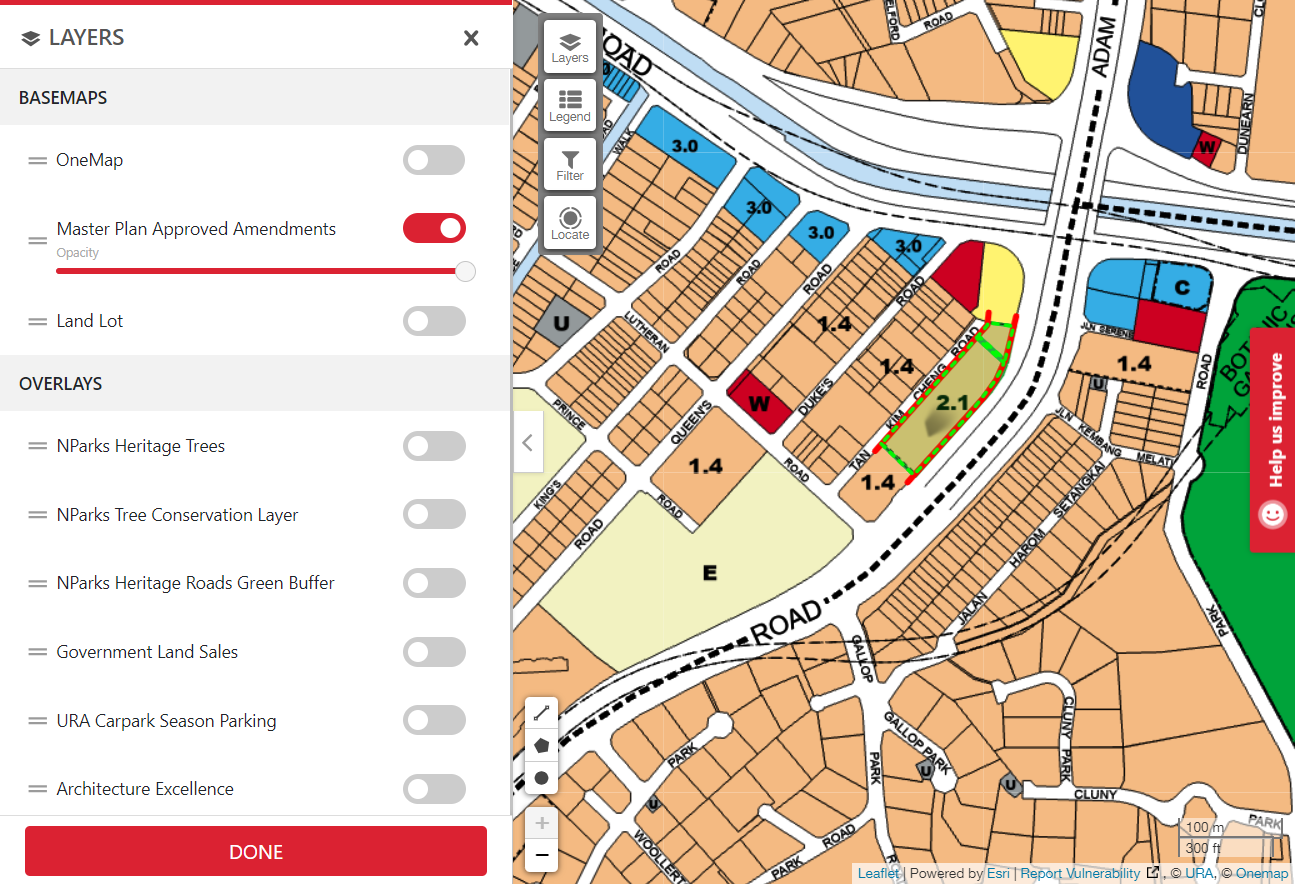 LAYERS
BASEMAPS
OneMap
Master Plan Approved Amendments
Opacity
Land Lot
OVERLAYS
NParks Heritage Trees
NParks Tree Conservation Layer
NParks Heritage Roads Green Buffer
Government Land Sales
URA Carpark Season Parking
Architecture Excellence
DONE
Layers
Legend
Filter
Locate
ROAD
ROAD
ADAM
DUNEARN
W
WALK
3.0
3.0
3.0
3.0
ROAD
ROAD
ROAD
ROAD
ROAD
U
LUTHERAN
1.4
1.4
C
JLN SERENE
1.4
ROAD
U
BOTANIC
PRINCE
W
DUKE'S
KIM
CHENG
TAN
2.1
QUEEN'S
1.4
1.4
ROAD
ROAD
KING'S
ROAD
JLN
KEMBANG
MELATI
SETANGKAI
HAROM
JALAN
E
ROAD
GALLOP
PARK
PARK
CLUNY
PARK
GALLOP PARK
U
U
CLUNY
PARK
PARK
U
ROAD
PARK
Help us improve
100 m
300 ft
Leaflet | Powered by Esri | Report Vulnerability , © URA, © Onemap